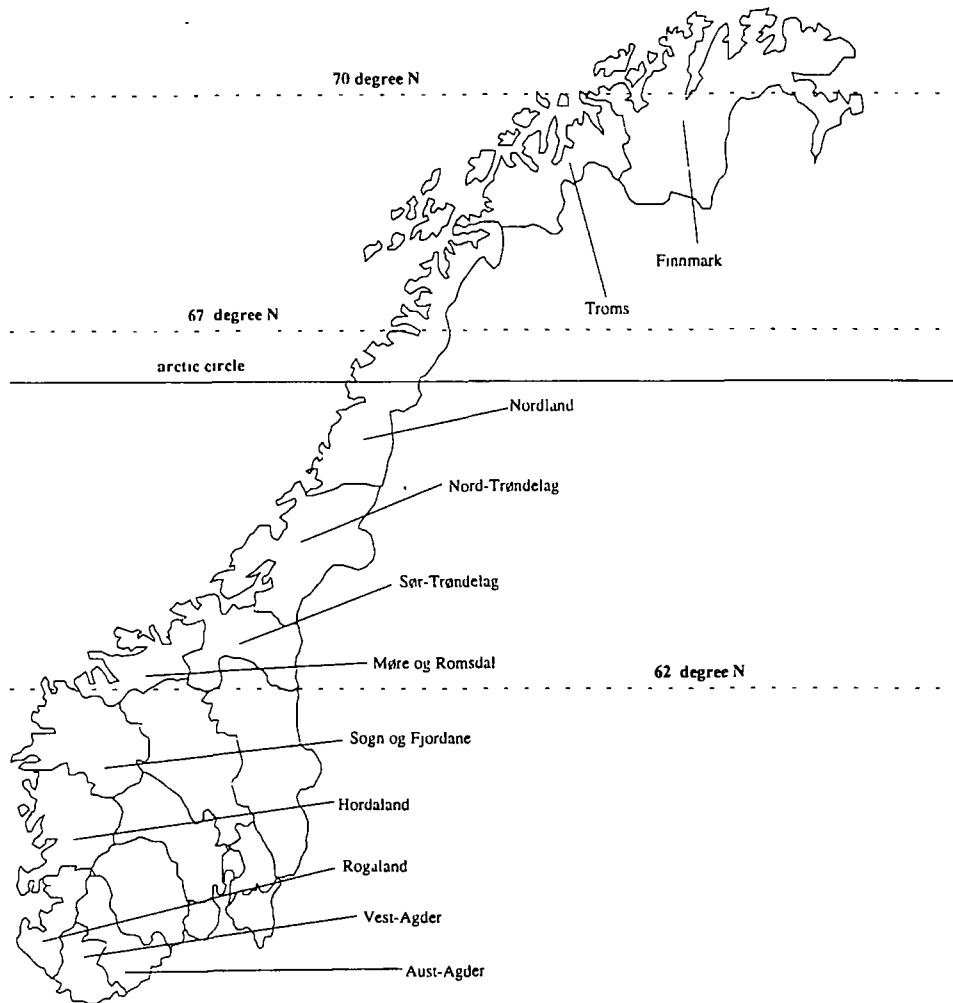 70 degree N
Finnmark
Troms
67 degree N
arctic circle
Nordland
Nord-Trøndelag
Sør-Trøndelag
Møre og Romsdal
62 degree N
Sogn og Fjordane
Hordaland
Rogaland
Vest-Agder
Aust-Agder